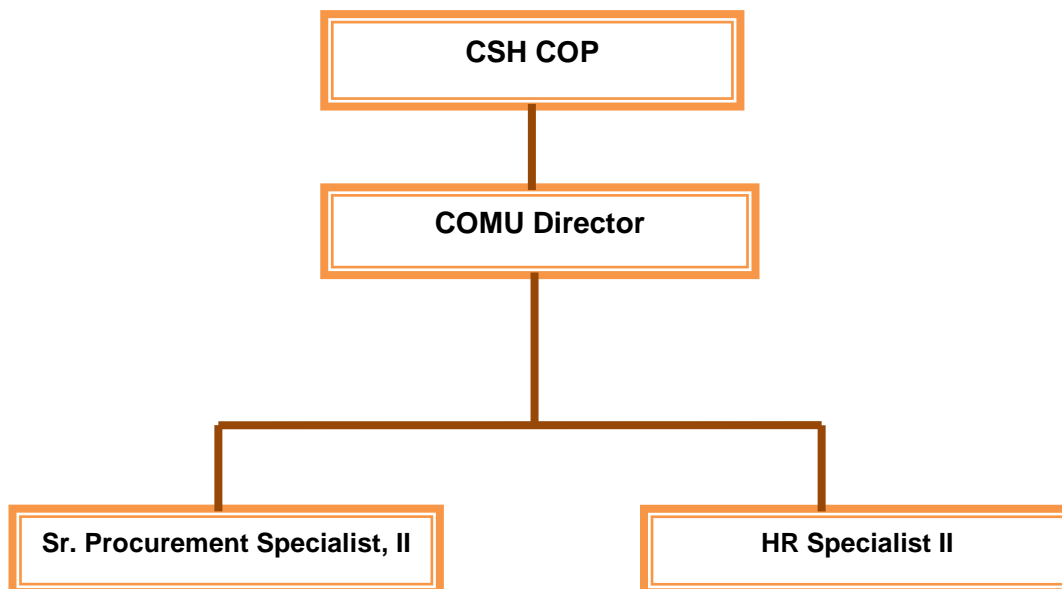 CSH COP
COMU Director
Sr. Procurement Specialist, II
HR Specialist II